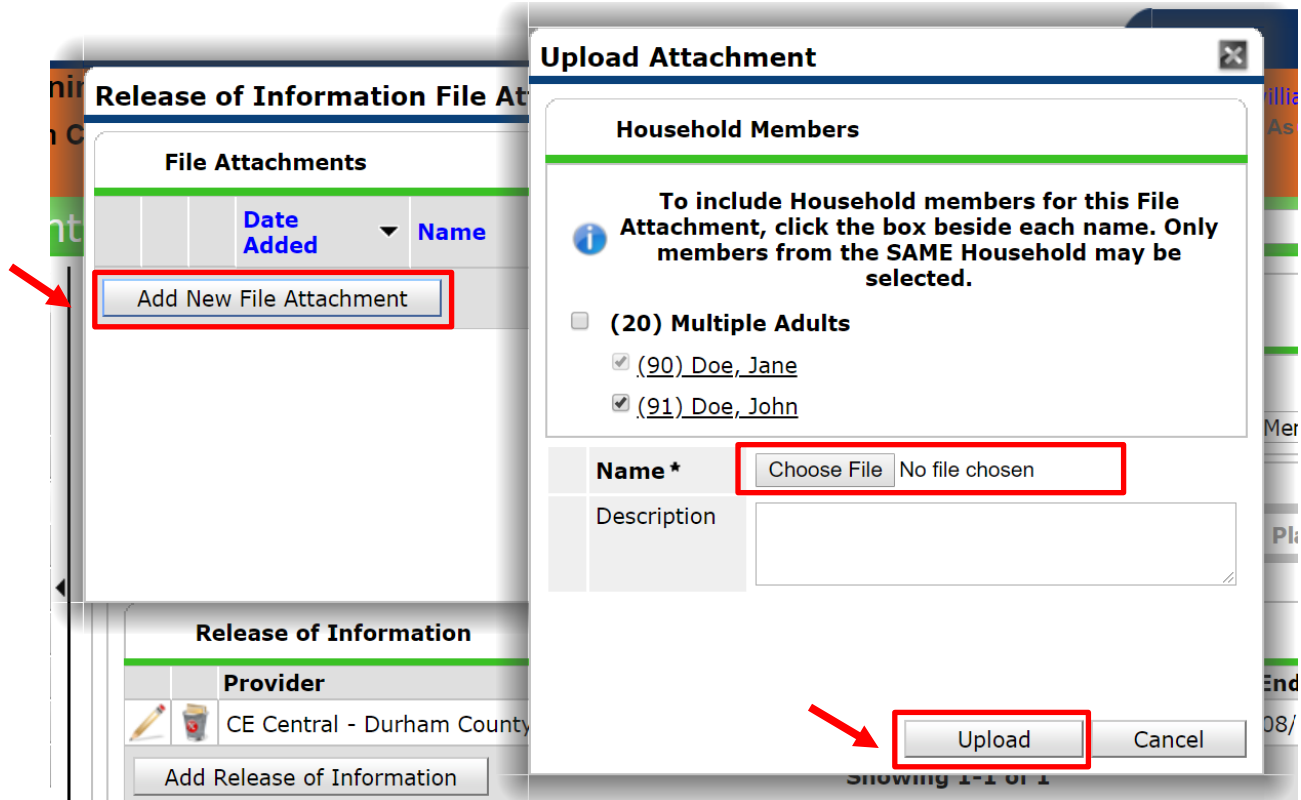 Upload Attachment
Release of Information File At
Household Members
File Attachments
To include Household members for this File
Attachment, click the box beside each name. Only
members from the SAME Household may be
selected.
Date
Added
Name
Add New File Attachment
(20) Multiple Adults
(90) Doe, Jane
(91) Doe, John
Name*
Choose File
No file chosen
Description
Release of Information
Provider
CE Central - Durham County
08/
Upload
Cancel
Add Release of Information
Showing 1-1 of 1
As